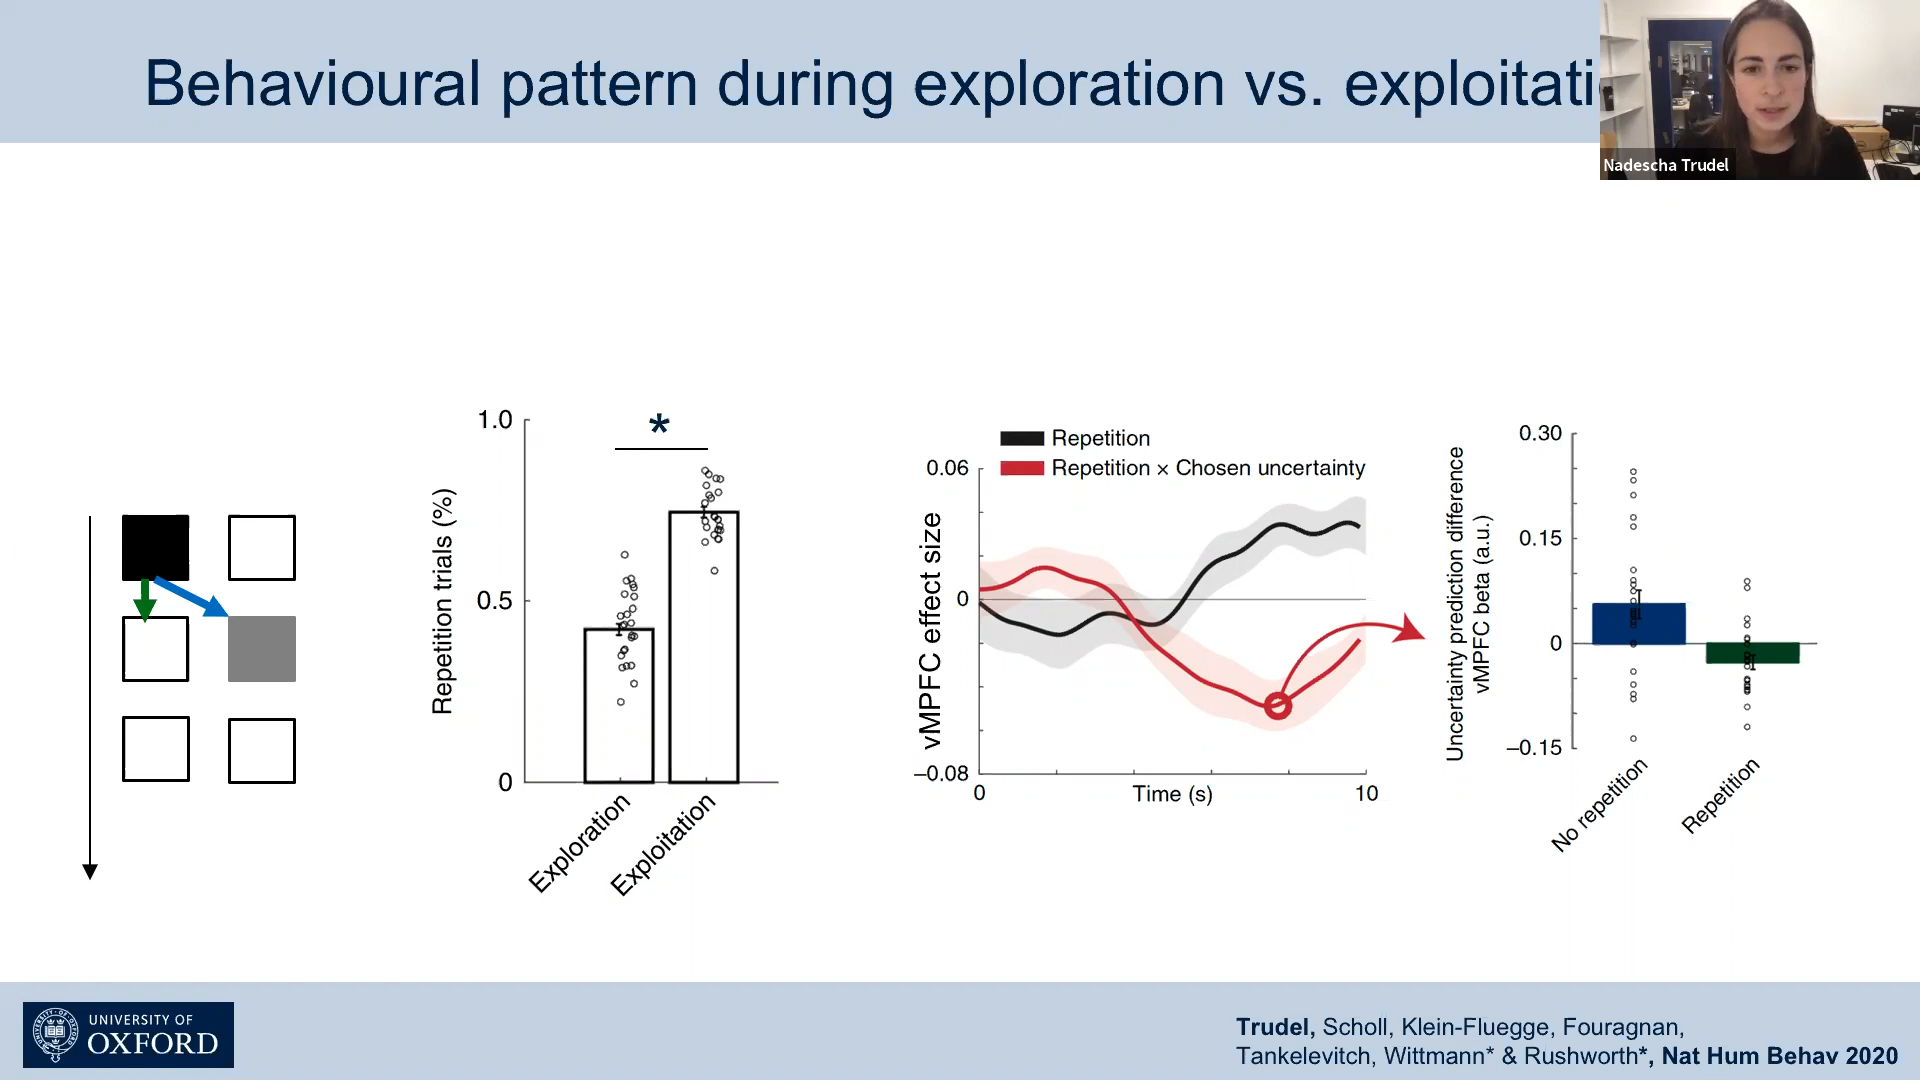 Behavioural pattern during exploration vs. exploitati
Nadescha Trudel
Repetition trials (%)
1.0
0.5
0
*
Exploration
Exploitation
Repetition
Repetition × Chosen uncertainty
vMPFC effect size
0.06
0
−0.08
0
Time (s)
10
Uncertainty prediction difference
vMPFC beta (a.u.)
0.30
0.15
0
−0.15
No repetition
Repetition
UNIVERSITY OF
OXFORD
Trudel, Scholl, Klein-Fluegge, Fouragnan,
Tankelevitch, Wittmann* & Rushworth*, Nat Hum Behav 2020